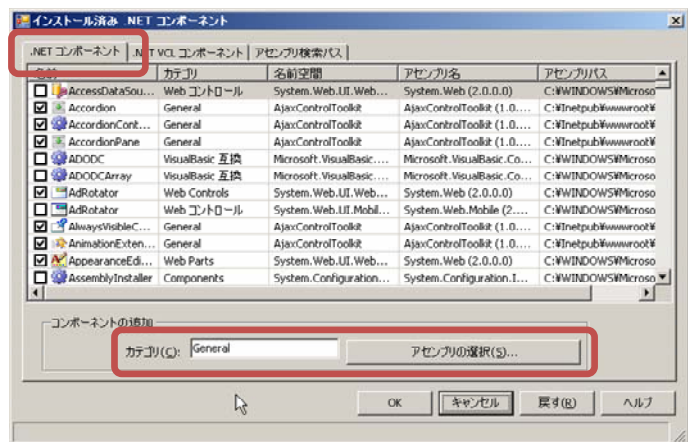 インストール済み .NET コンポーネント
.NET コンポーネント .NET VCL コンポーネント アセンブリ検索パス
名前 カテゴリ 名前空間 アセンブリ名 アセンブリパス
AccessDataSou... Web コントロール System.Web.UI.Web... System.Web (2.0.0.0) C:¥WINDOWS¥Microso
Accordion General AjaxControlToolkit AjaxControlToolkit (1.0.... C:¥Inetpub¥wwwroot¥
AccordionCont... General AjaxControlToolkit AjaxControlToolkit (1.0.... C:¥Inetpub¥wwwroot¥
AccordionPane General AjaxControlToolkit AjaxControlToolkit (1.0.... C:¥Inetpub¥wwwroot¥
ADODC VisualBasic 互換 Microsoft.VisualBasic.... Microsoft.VisualBasic.Co... C:¥WINDOWS¥Microso
ADODCArray VisualBasic 互換 Microsoft.VisualBasic.... Microsoft.VisualBasic.Co... C:¥WINDOWS¥Microso
AdRotator Web Controls System.Web.UI.Web... System.Web (2.0.0.0) C:¥WINDOWS¥Microso
AdRotator Web コントロール System.Web.UI.Mobil... System.Web.Mobile (2.... C:¥WINDOWS¥Microso
AlwaysVisibleC... General AjaxControlToolkit AjaxControlToolkit (1.0.... C:¥Inetpub¥wwwroot¥
AnimationExten... General AjaxControlToolkit AjaxControlToolkit (1.0.... C:¥Inetpub¥wwwroot¥
AppearanceEdi... Web Parts System.Web.UI.Web... System.Web (2.0.0.0) C:¥WINDOWS¥Microso
AssemblyInstaller Components System.Configuration... System.Configuration.I... C:¥WINDOWS¥Microso
コンポーネントの追加
カテゴリ(C): General アセンブリの選択(S)...
OK キャンセル 戻す(R) ヘルプ